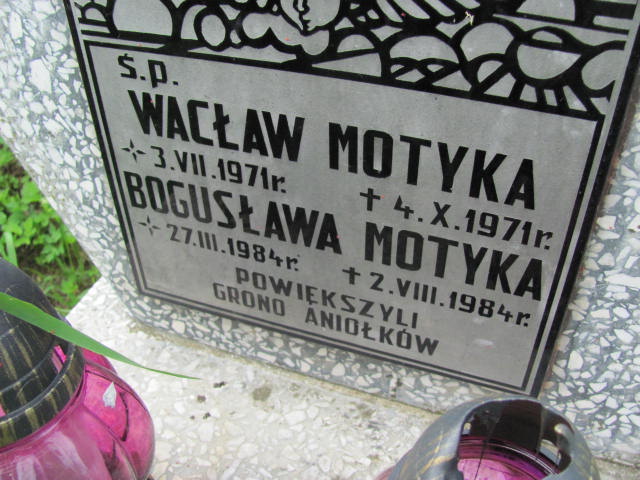 Ś.P.
WACŁAW MOTYKA
3.VII.1971r. † 4.X.1971r.
BOGUSŁAWA MOTYKA
27.III.1984r. † 2.VIII.1984r.
POWIĘKSZYLI
GRONO ANIOŁKÓW